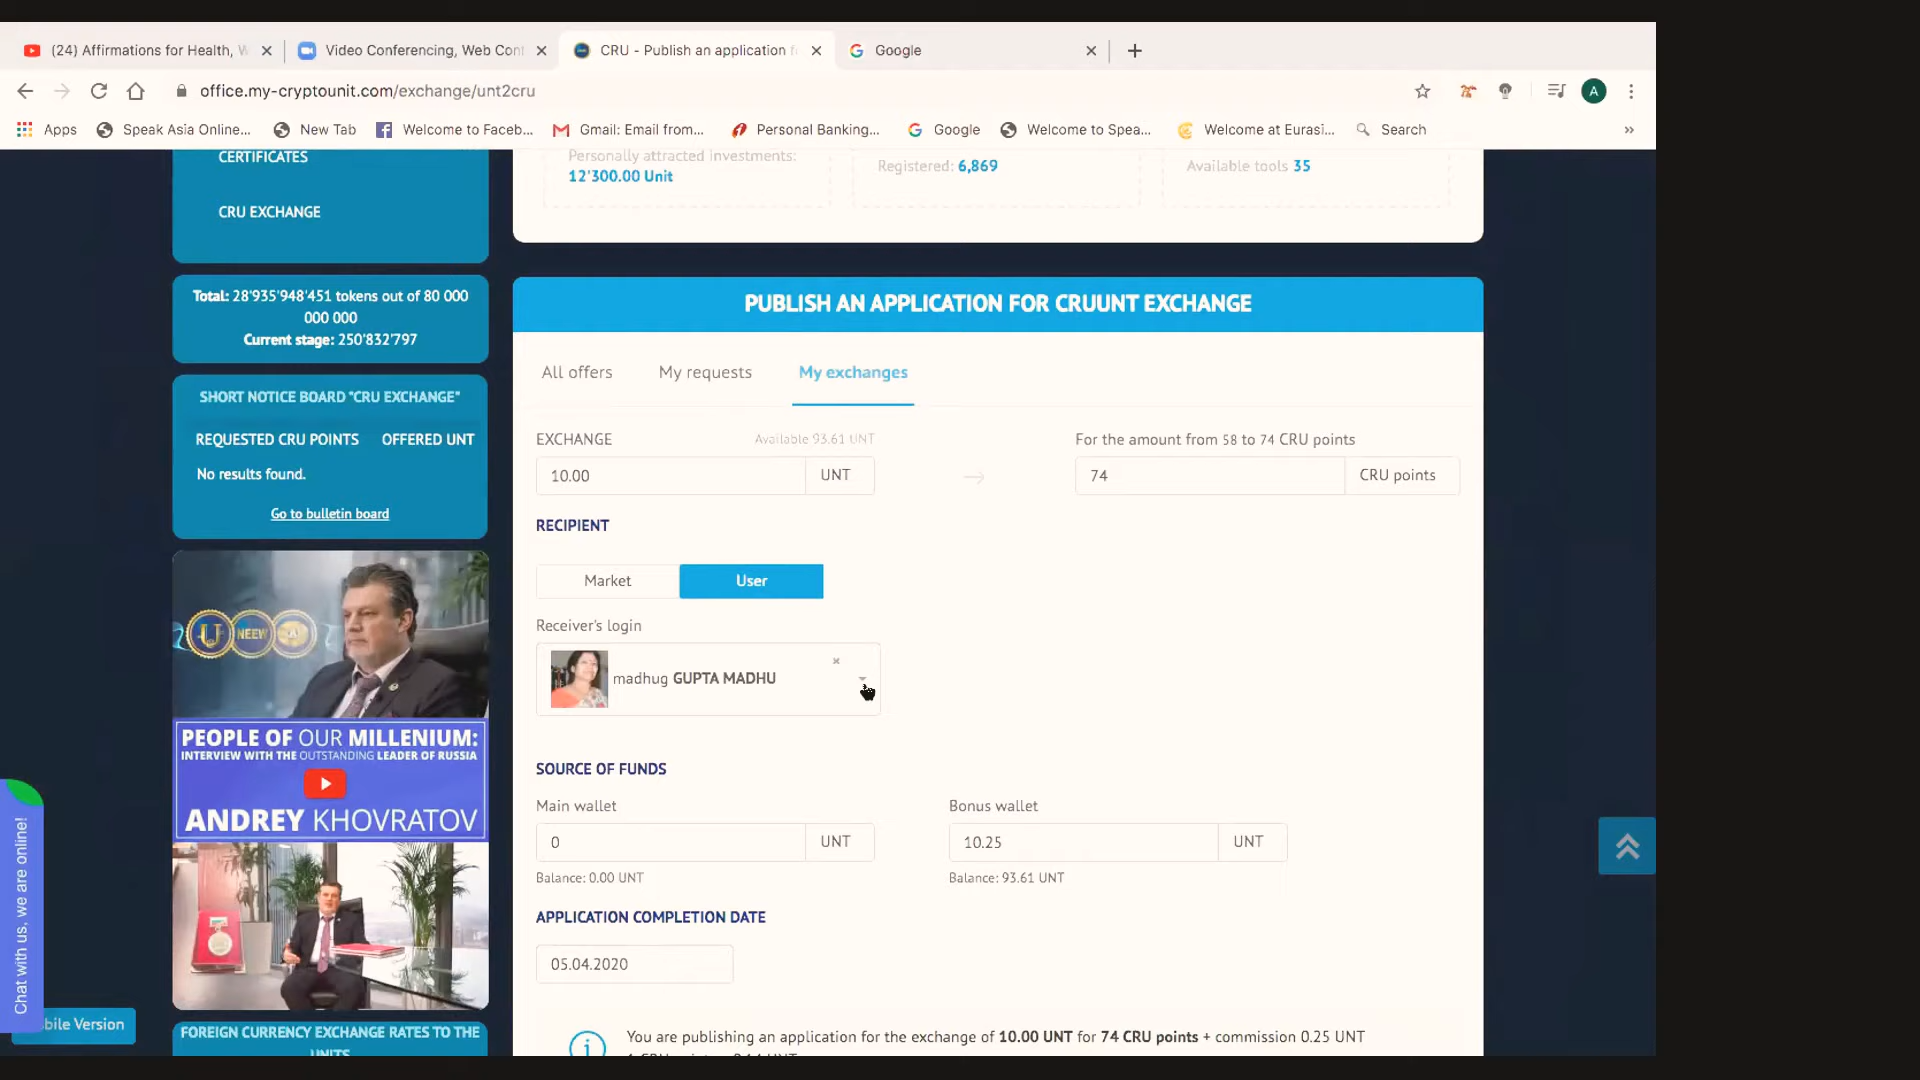 (24) Affirmations for Health, W
Video Conferencing, Web Conf
CRU - Publish an application f
Google
office.my-cryptounit.com/exchange/unt2cru
A
Apps
Speak Asia Online...
New Tab
Welcome to Faceb...
Gmail: Email from...
Personal Banking...
Google
Welcome to Spea...
Welcome at Eurasi...
Search
CERTIFICATES
CRU EXCHANGE
Personally attracted investments:
12'300.00 Unit
Registered: 6,869
Available tools 35
Total: 28'935'948'451 tokens out of 80 000
000 000
Current stage: 250'832'797
SHORT NOTICE BOARD "CRU EXCHANGE"
REQUESTED CRU POINTS OFFERED UNT
No results found.
Go to bulletin board
NEEW
PEOPLE OF OUR MILLENIUM:
INTERVIEW WITH THE OUTSTANDING LEADER OF RUSSIA
ANDREY KHOVRATOV
FOREIGN CURRENCY EXCHANGE RATES TO THE
UNITS
PUBLISH AN APPLICATION FOR CRUUNT EXCHANGE
All offers
My requests
My exchanges
EXCHANGE
Available 93.61 UNT
For the amount from 58 to 74 CRU points
10.00 UNT
74 CRU points
RECIPIENT
Market
User
Receiver's login
madhug GUPTA MADHU
SOURCE OF FUNDS
Main wallet
Bonus wallet
0 UNT
10.25 UNT
Balance: 0.00 UNT
Balance: 93.61 UNT
APPLICATION COMPLETION DATE
05.04.2020
You are publishing an application for the exchange of 10.00 UNT for 74 CRU points + commission 0.25 UNT
Chat with us, we are online!
bile Version